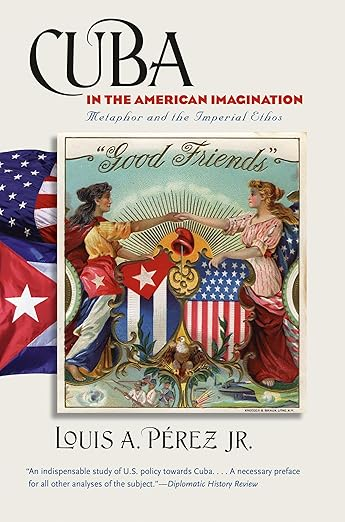 CUBA
IN THE AMERICAN IMAGINATION
Metaphor and the Imperial Ethos
"Good Friends"
LOUIS A. PÉREZ JR.
"An indispensable study of U.S. policy towards Cuba. . . . A necessary preface
for all other analyses of the subject."—Diplomatic History Review